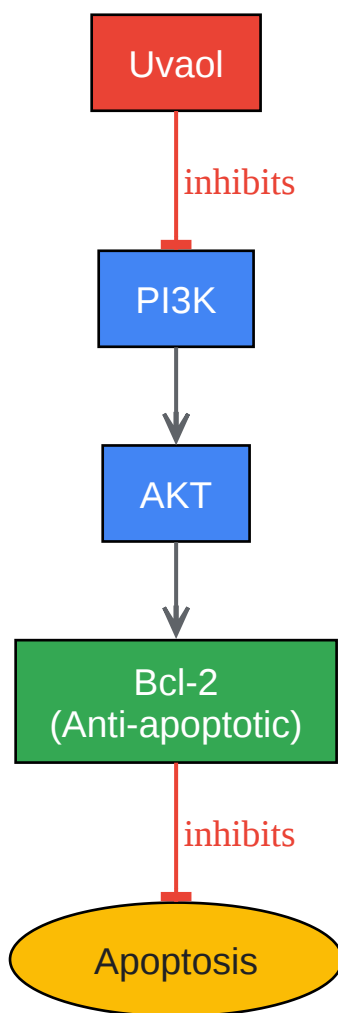 Uvaol
inhibits
PI3K
AKT
Bcl-2
(Anti-apoptotic)
inhibits
Apoptosis